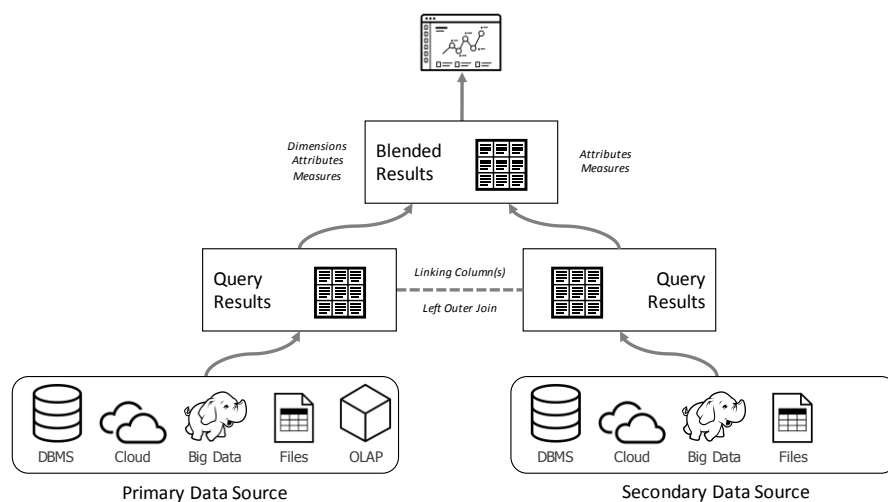 Dimensions
Attributes
Measures
Blended
Results
Attributes
Measures
Query
Results
Linking Column(s)
Left Outer Join
Query
Results
DBMS
Cloud
Big Data
Files
OLAP
DBMS
Cloud
Big Data
Files
Primary Data Source
Secondary Data Source